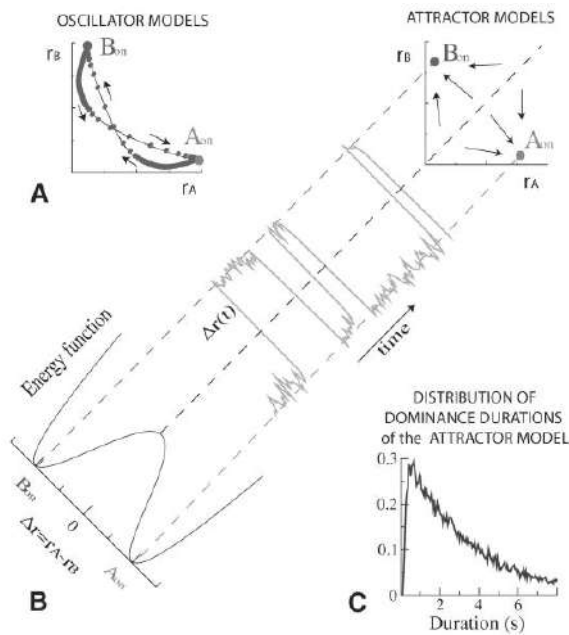 OSCILLATOR MODELS
rB
Bon
Aon
rA
A
ATTRACTOR MODELS
rB
Bon
Aon
rA
Δr(t)
time
Energy function
Bon
0
Aon
Δr=rA-rB
B
DISTRIBUTION OF
DOMINANCE DURATIONS
of the ATTRACTOR MODEL
0.3
0.2
0.1
0
2
4
6
Duration (s)
C